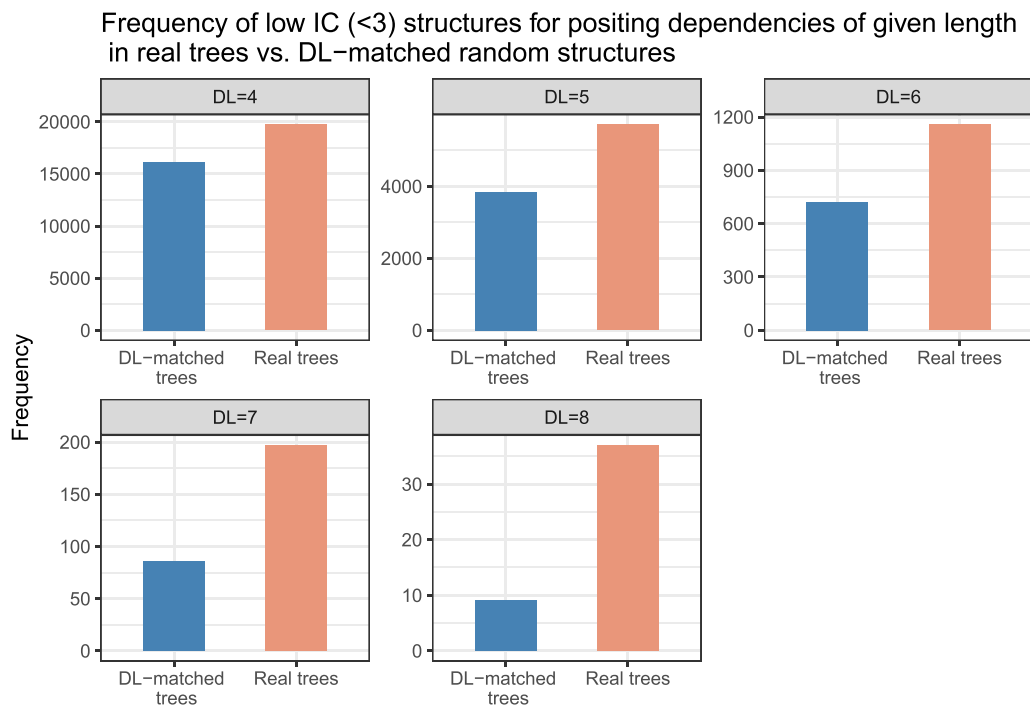 Frequency of low IC (<3) structures for positing dependencies of given length
in real trees vs. DL−matched random structures
Frequency
DL=4
20000
15000
10000
5000
0
DL−matched
trees
Real trees
DL=5
4000
2000
0
DL−matched
trees
Real trees
DL=6
1200
900
600
300
0
DL−matched
trees
Real trees
DL=7
200
150
100
50
0
DL−matched
trees
Real trees
DL=8
30
20
10
0
DL−matched
trees
Real trees